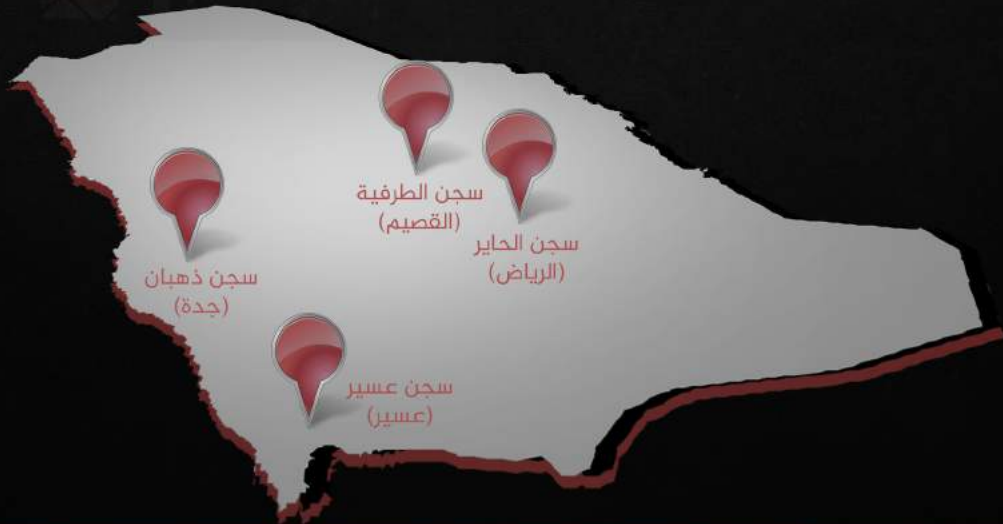 سجن الطرفية
(القصيم)
سجن الحاير
(الرياض)
سجن ذهبان
(جدة)
سجن عسير
(عسير)